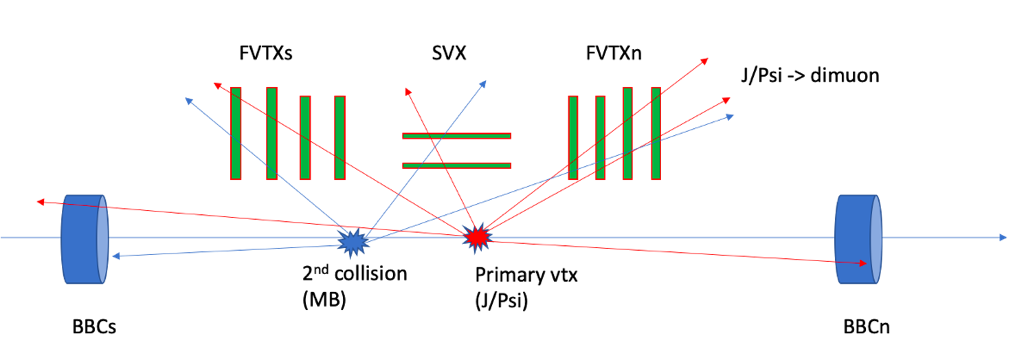 FVTXs
SVX
FVTXn
J/Psi -> dimuon
2nd collision
(MB)
Primary vtx
(J/Psi)
BBCs
BBCn